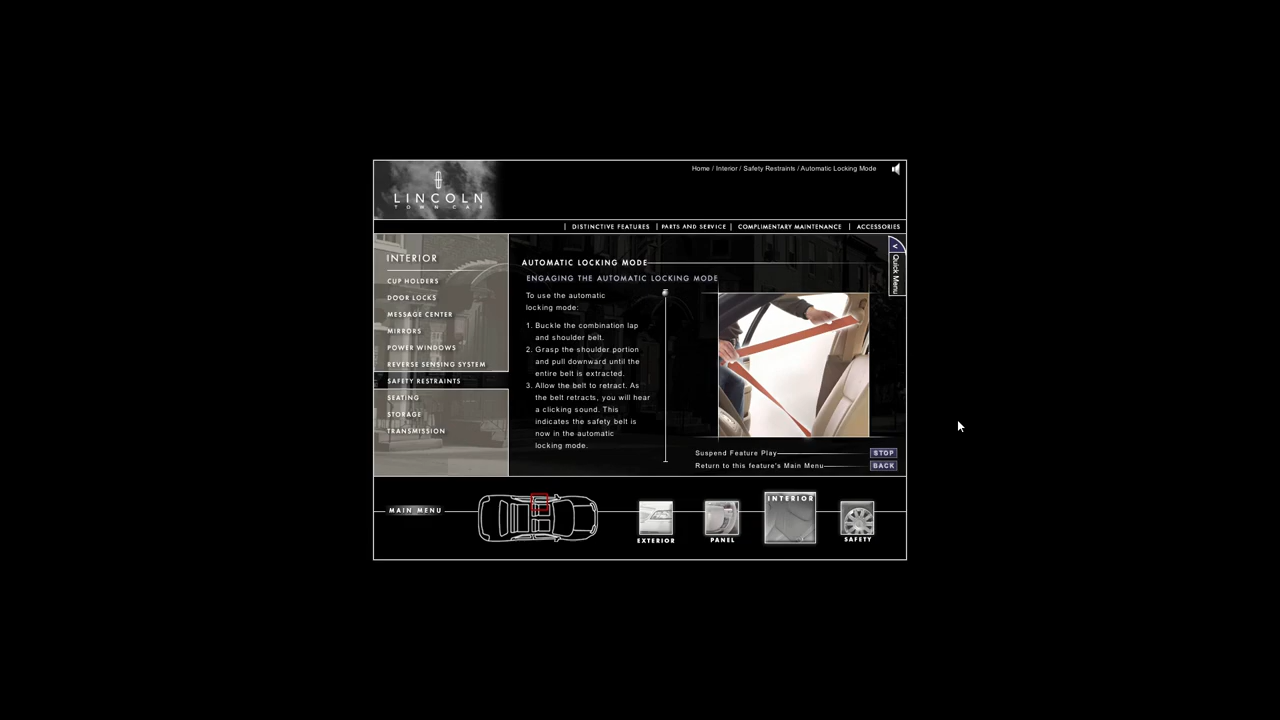 Home / Interior / Safety Restraints / Automatic Locking Mode
LINCOLN
TOWN CAR
| DISTINCTIVE FEATURES | PARTS AND SERVICE | COMPLIMENTARY MAINTENANCE | ACCESSORIES
< Quick Menu
INTERIOR
CUP HOLDERS
DOOR LOCKS
MESSAGE CENTER
MIRRORS
POWER WINDOWS
REVERSE SENSING SYSTEM
SAFETY RESTRAINTS
SEATING
STORAGE
TRANSMISSION
AUTOMATIC LOCKING MODE
ENGAGING THE AUTOMATIC LOCKING MODE
To use the automatic
locking mode:
1. Buckle the combination lap
and shoulder belt.
2. Grasp the shoulder portion
and pull downward until the
entire belt is extracted.
3. Allow the belt to retract. As
the belt retracts, you will hear
a clicking sound. This
indicates the safety belt is
now in the automatic
locking mode.
Suspend Feature Play STOP
Return to this feature's Main Menu BACK
MAIN MENU
EXTERIOR
PANEL
INTERIOR
SAFETY